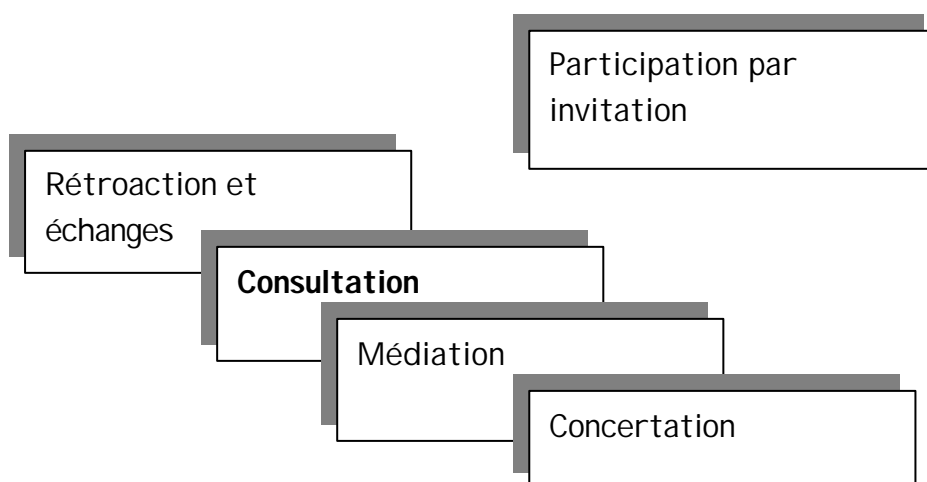 Participation par
invitation
Rétroaction et
échanges
Consultation
Médiation
Concertation